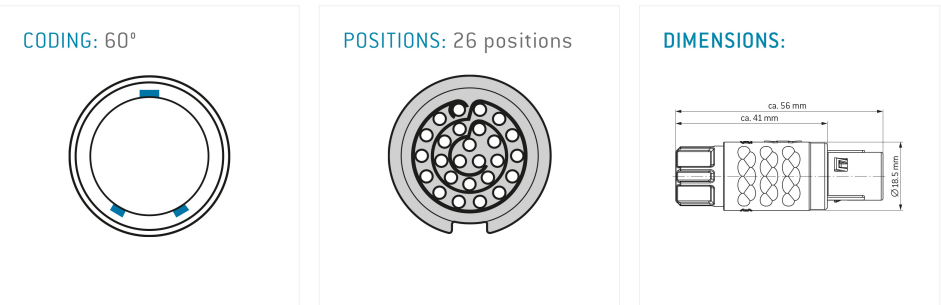 CODING: 60°
POSITIONS: 26 positions
DIMENSIONS:
ca. 56 mm
ca. 41 mm
∅18.5 mm